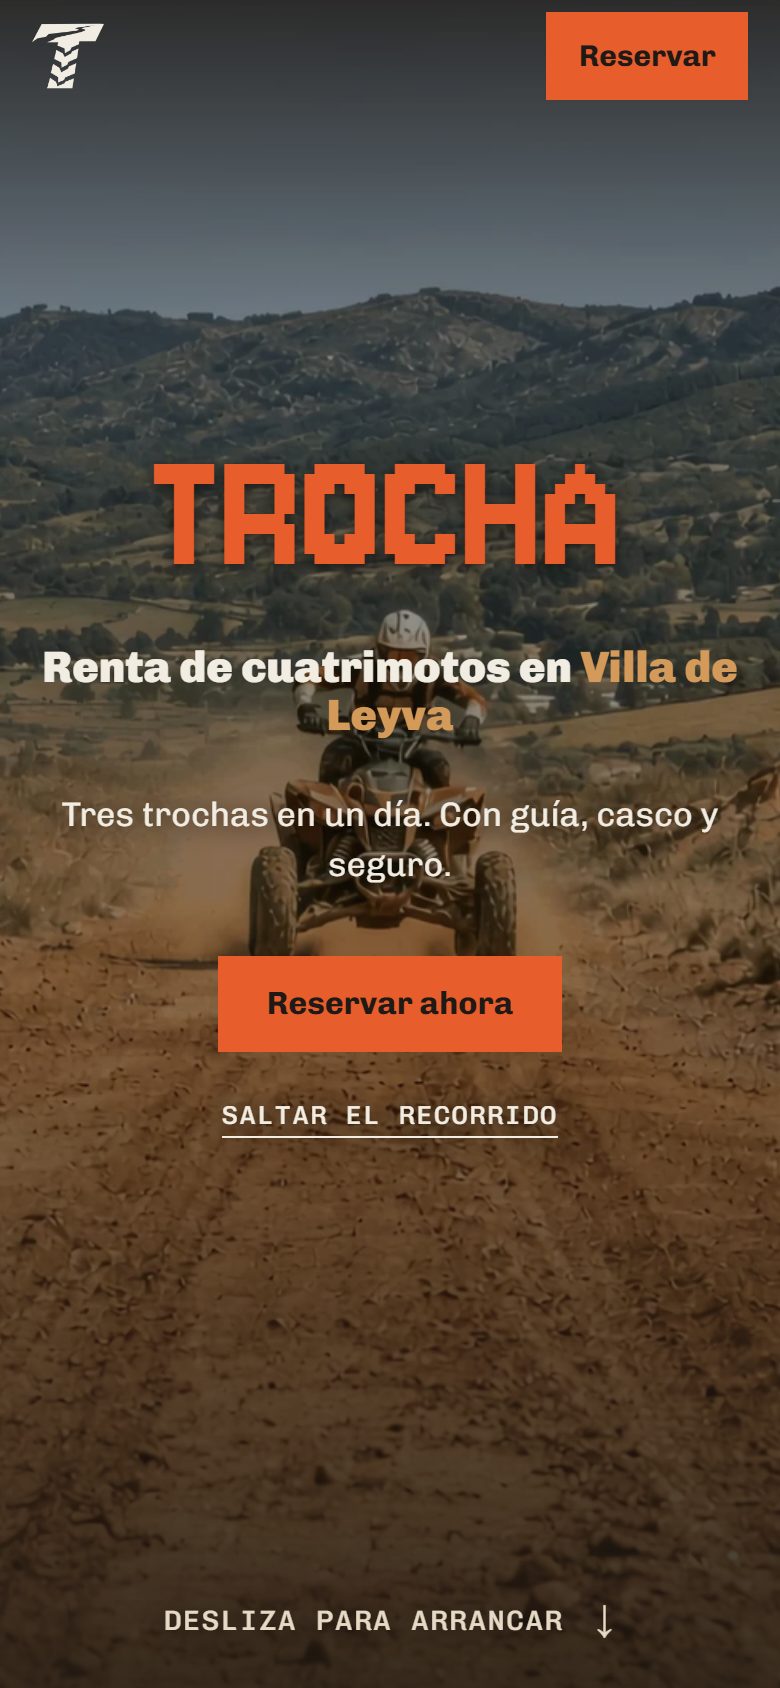 T
Reservar
TROCHA
Renta de cuatrimotos en Villa de
Leyva
Tres trochas en un día. Con guía, casco y
seguro.
Reservar ahora
SALTAR EL RECORRIDO
DESLIZA PARA ARRANCAR ↓